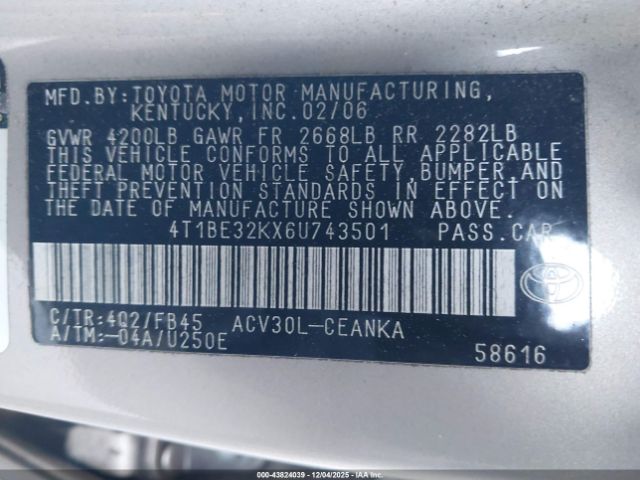 MFD.BY:TOYOTA MOTOR MANUFACTURING,
KENTUCKY,INC.02/06
GVWR 4200LB GAWR FR 2668LB RR 2282LB
THIS VEHICLE CONFORMS TO ALL APPLICABLE
FEDERAL MOTOR VEHICLE SAFETY,BUMPER,AND
THEFT PREVENTION STANDARDS IN EFFECT ON
THE DATE OF MANUFACTURE SHOWN ABOVE.
4T1BE32KX6U743501 PASS.CAR
C/TR:4Q2/FB45 ACV30L-CEANKA
A/TM:-04A/U250E
58616
ACC-43824039 | 12/04/2025 | COPYRIGHT IAA, LLC